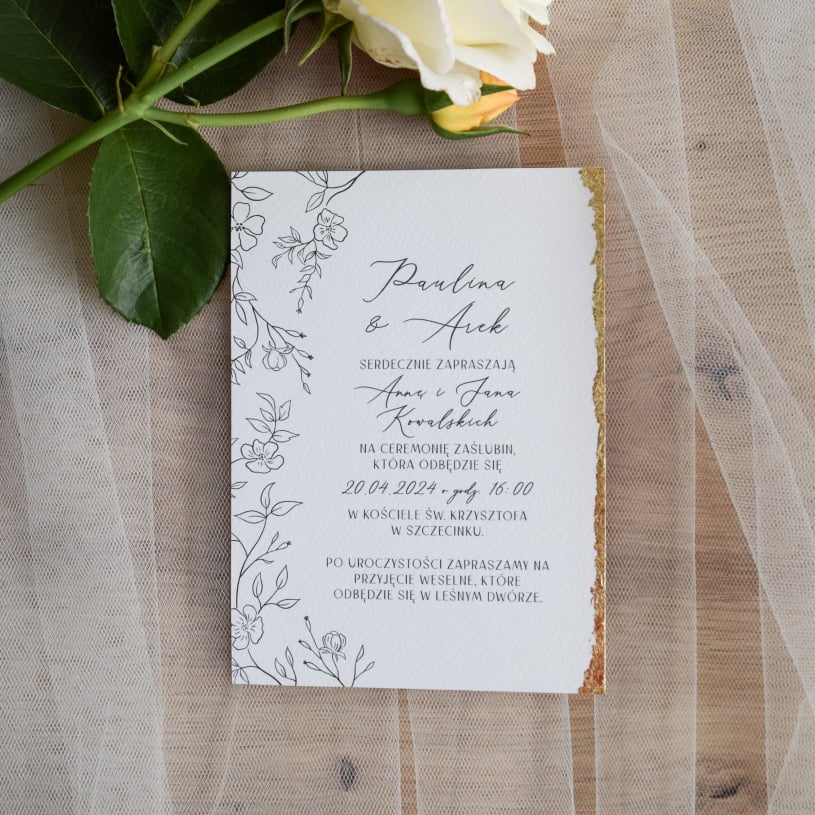 Paulina
& Arek
SERDECZNIE ZAPRASZAJĄ
Annę i Jana
Kowalskich
NA CEREMONIĘ ZAŚLUBIN,
KTÓRA ODBĘDZIE SIĘ
20.04.2024 o godz. 16:00
W KOŚCIELE ŚW. KRZYSZTOFA
W SZCZECINKU.
PO UROCZYSTOŚCI ZAPRASZAMY NA
PRZYJĘCIE WESELNE, KTÓRE
ODBĘDZIE SIĘ W LEŚNYM DWÓRZE.